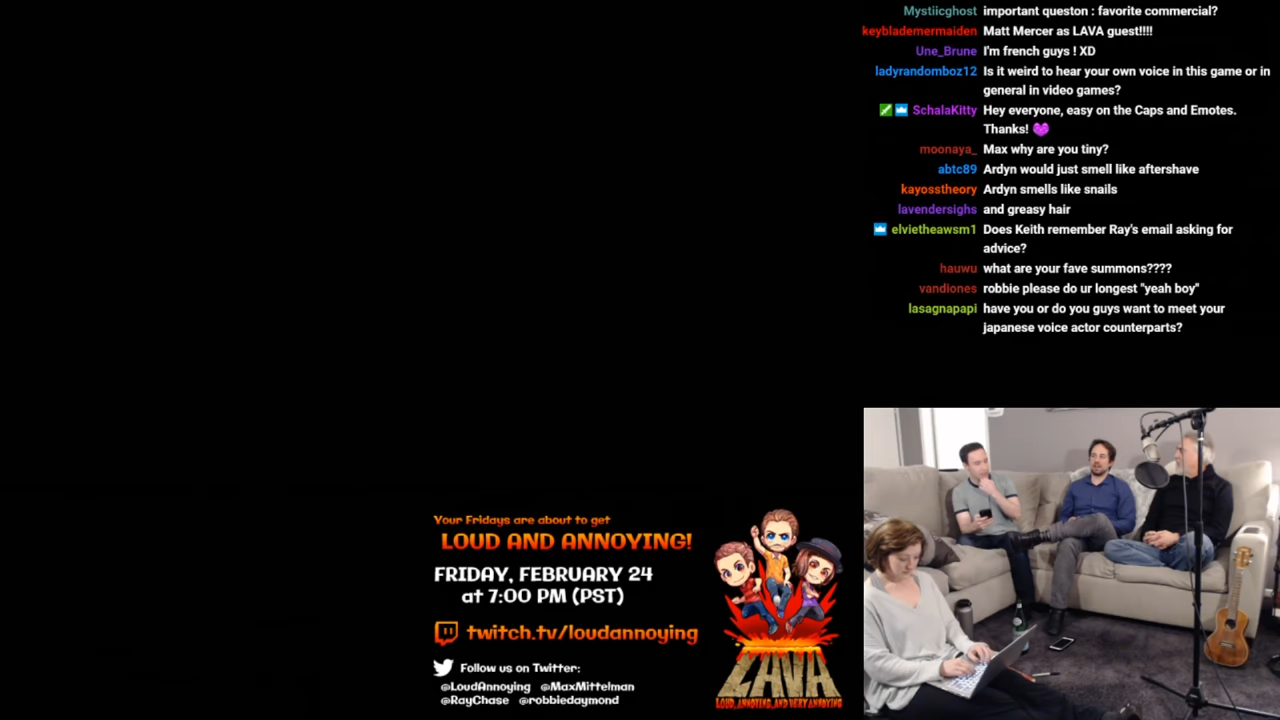 Mystiicghost important queston : favorite commercial?
keyblademermaiden Matt Mercer as LAVA guest!!!!
Une_Brune I'm french guys ! XD
ladyrandomboz12 Is it weird to hear your own voice in this game or in
general in video games?
SchalaKitty Hey everyone, easy on the Caps and Emotes.
Thanks!
moonaya_ Max why are you tiny?
abtc89 Ardyn would just smell like aftershave
kayosstheory Ardyn smells like snails
lavendersighs and greasy hair
elvietheawsm1 Does Keith remember Ray's email asking for
advice?
hauwu what are your fave summons????
vandiones robbie please do ur longest "yeah boy"
lasagnapapi have you or do you guys want to meet your
japanese voice actor counterparts?
Your Fridays are about to get
LOUD AND ANNOYING!
FRIDAY, FEBRUARY 24
at 7:00 PM (PST)
twitch.tv/loudannoying
Follow us on Twitter:
@LoudAnnoying @MaxMittelman
@RayChase @robbiedaymond
LAVA
LOUD, ANNOYING, AND VERY ANNOYING